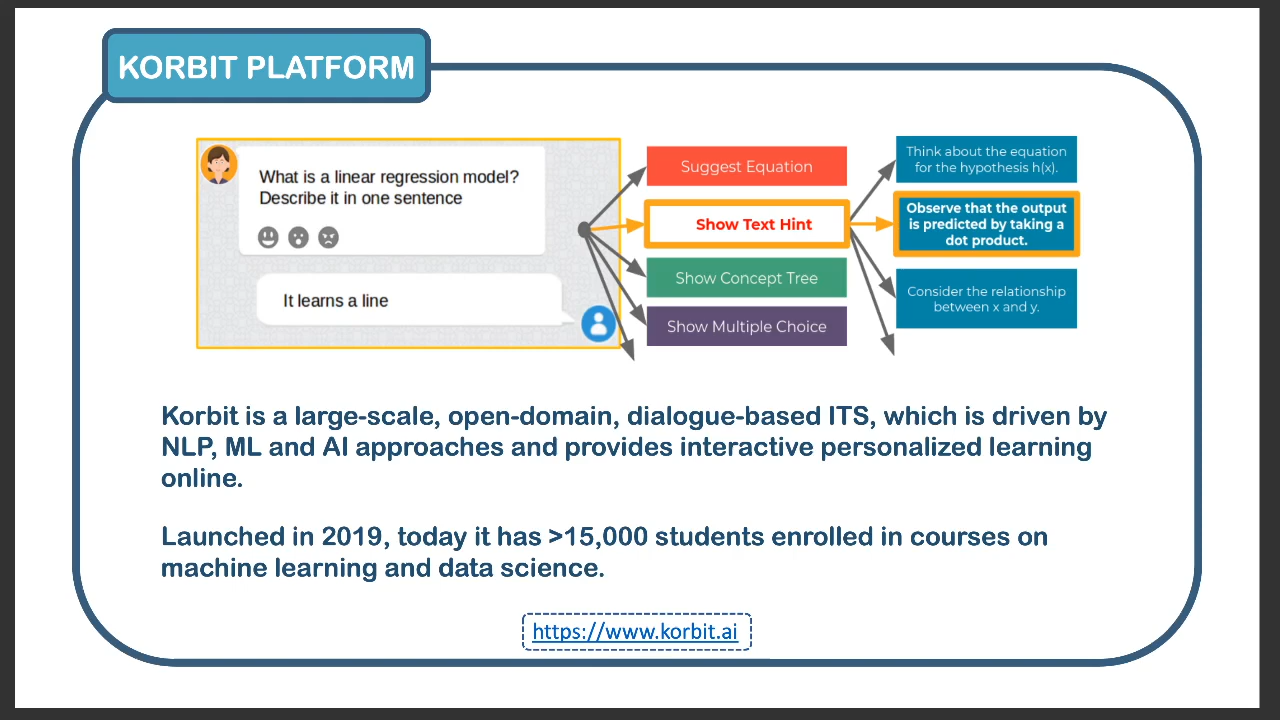 KORBIT PLATFORM
What is a linear regression model?
Describe it in one sentence
It learns a line
Suggest Equation
Show Text Hint
Show Concept Tree
Show Multiple Choice
Think about the equation
for the hypothesis h(x).
Observe that the output
is predicted by taking a
dot product.
Consider the relationship
between x and y.
Korbit is a large-scale, open-domain, dialogue-based ITS, which is driven by
NLP, ML and AI approaches and provides interactive personalized learning
online.
Launched in 2019, today it has >15,000 students enrolled in courses on
machine learning and data science.
https://www.korbit.ai